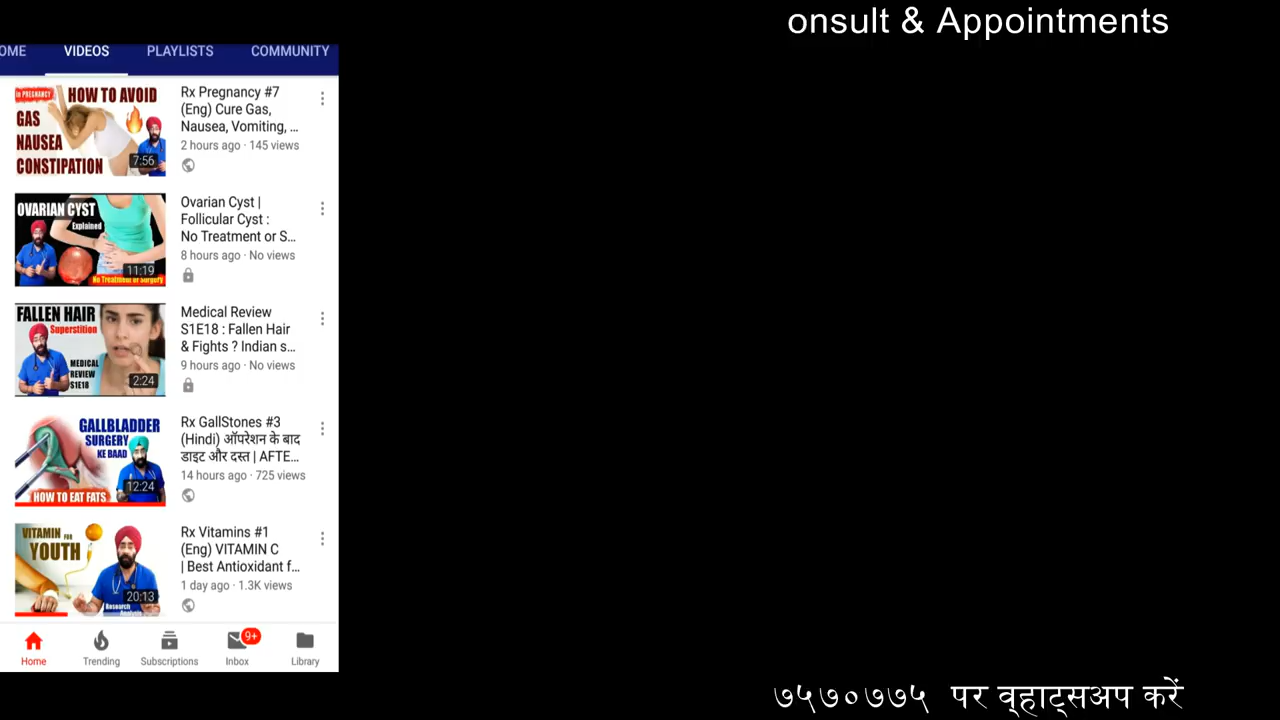 onsult & Appointments
OME VIDEOS PLAYLISTS COMMUNITY
in PREGNANCY HOW TO AVOID
GAS
NAUSEA
CONSTIPATION
7:56
Rx Pregnancy #7
(Eng) Cure Gas,
Nausea, Vomiting, ...
2 hours ago · 145 views
OVARIAN CYST
Explained
11:19
No Treatment or Surgery
Ovarian Cyst |
Follicular Cyst :
No Treatment or S...
8 hours ago · No views
FALLEN HAIR
Superstition
MEDICAL
REVIEW
S1E18
2:24
Medical Review
S1E18 : Fallen Hair
& Fights ? Indian s...
9 hours ago · No views
GALLBLADDER
SURGERY
KE BAAD
12:24
HOW TO EAT FATS
Rx GallStones #3
(Hindi) ऑपरेशन के बाद
डाइट और दस्त | AFTE...
14 hours ago · 725 views
VITAMIN FOR
YOUTH
20:13
Research
Rx Vitamins #1
(Eng) VITAMIN C
| Best Antioxidant f...
1 day ago · 1.3K views
9+
Home Trending Subscriptions Inbox Library
७५७०७७५ पर व्हाट्सअप करें